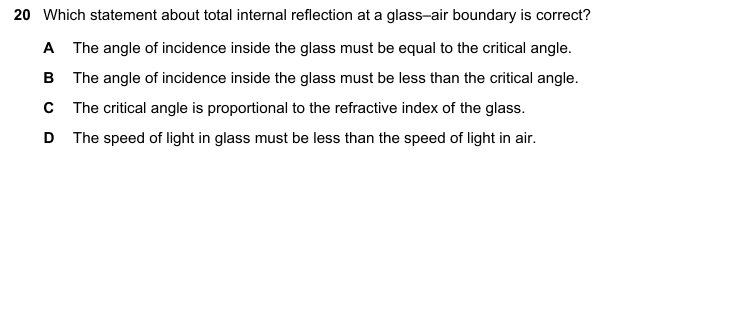 20 Which statement about total internal reflection at a glass–air boundary is correct?
A The angle of incidence inside the glass must be equal to the critical angle.
B The angle of incidence inside the glass must be less than the critical angle.
C The critical angle is proportional to the refractive index of the glass.
D The speed of light in glass must be less than the speed of light in air.